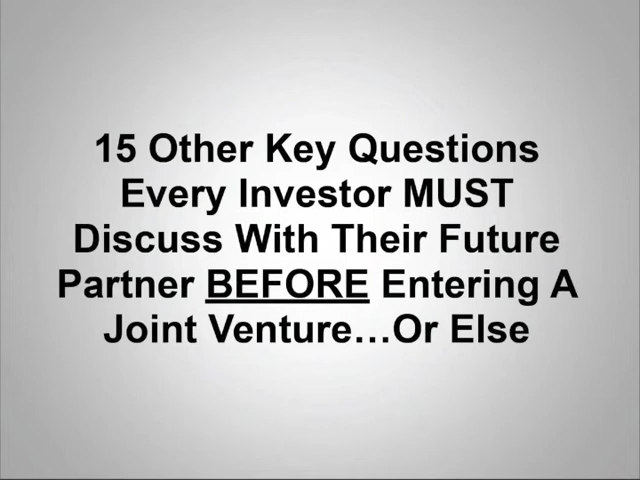 15 Other Key Questions
Every Investor MUST
Discuss With Their Future
Partner BEFORE Entering A
Joint Venture…Or Else